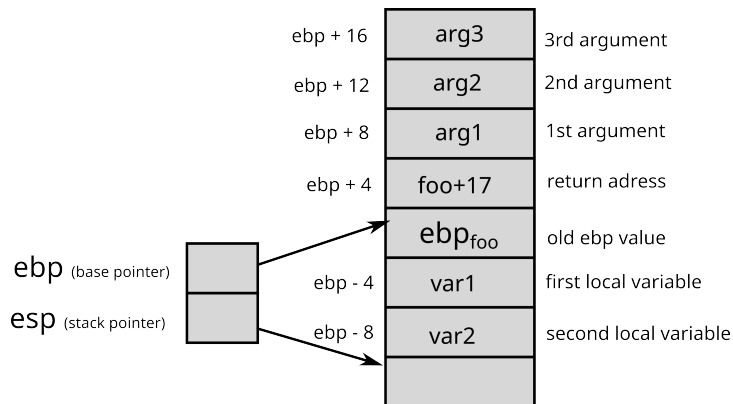 ebp + 16 arg3 3rd argument
ebp + 12 arg2 2nd argument
ebp + 8 arg1 1st argument
ebp + 4 foo+17 return adress
ebpfoo old ebp value
ebp (base pointer)
ebp - 4 var1 first local variable
esp (stack pointer)
ebp - 8 var2 second local variable